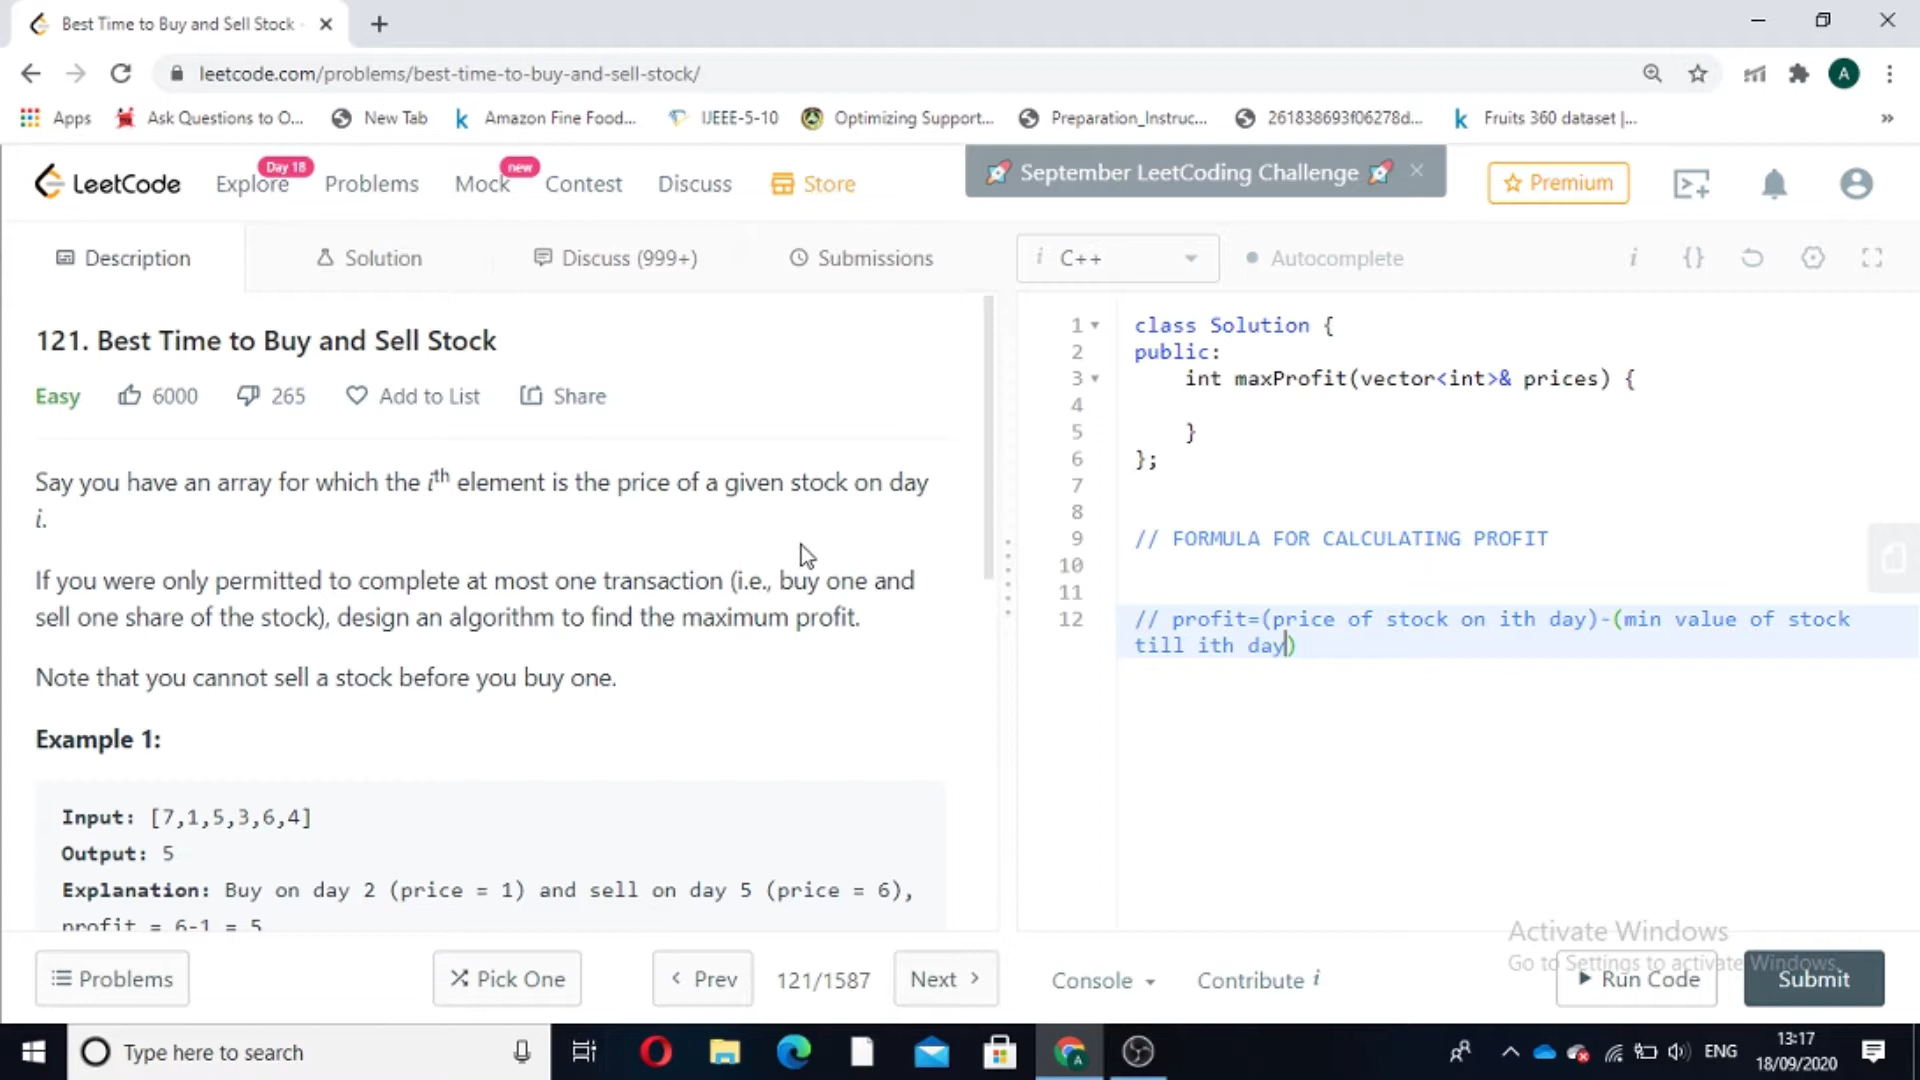 Best Time to Buy and Sell Stock
leetcode.com/problems/best-time-to-buy-and-sell-stock/
A
Apps
Ask Questions to O...
New Tab
Amazon Fine Food...
IJEEE-5-10
Optimizing Support...
Preparation_Instruc...
261838693f06278d...
Fruits 360 dataset |...
»
LeetCode
Explore
Day 18
Problems
Mock
new
Contest
Discuss
Store
September LeetCoding Challenge
Premium
Description
Solution
Discuss (999+)
Submissions
i C++
Autocomplete
i {}
121. Best Time to Buy and Sell Stock
Easy 6000 265 Add to List Share
Say you have an array for which the ith element is the price of a given stock on day
i.
If you were only permitted to complete at most one transaction (i.e., buy one and
sell one share of the stock), design an algorithm to find the maximum profit.
Note that you cannot sell a stock before you buy one.
Example 1:
Input: [7,1,5,3,6,4]
Output: 5
Explanation: Buy on day 2 (price = 1) and sell on day 5 (price = 6),
profit = 6-1 = 5.
1 class Solution {
2 public:
3 int maxProfit(vector<int>& prices) {
4
5 }
6 };
7
8
9 // FORMULA FOR CALCULATING PROFIT
10
11
12 // profit=(price of stock on ith day)-(min value of stock
till ith day)
Activate Windows
Go to Settings to activate Windows.
Problems
Pick One
< Prev
121/1587
Next >
Console
Contribute i
Run Code
Submit
Type here to search
A
ENG
13:17
18/09/2020